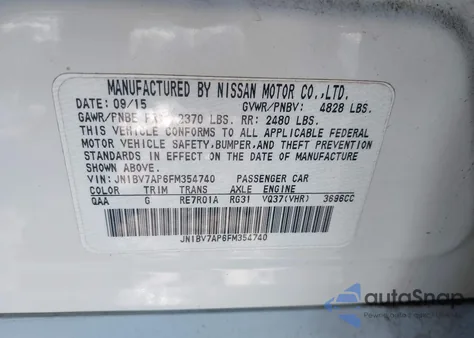 MANUFACTURED BY NISSAN MOTOR CO.,LTD.
DATE: 09/15 GVWR/PNBV: 4828 LBS.
GAWR/PNBE 2370 LBS. RR: 2480 LBS.
THIS VEHICLE CONFORMS TO ALL APPLICABLE FEDERAL
MOTOR VEHICLE SAFETY, BUMPER, AND THEFT PREVENTION
STANDARDS IN EFFECT ON THE DATE OF MANUFACTURE
SHOWN ABOVE.
VIN: JN1BV7AP6FM354740 PASSENGER CAR
COLOR TRIM TRANS AXLE ENGINE
QAA G RE7R01A RG31 VQ37(VHR) 3696CC
JN1BV7AP6FM354740
autoSnap